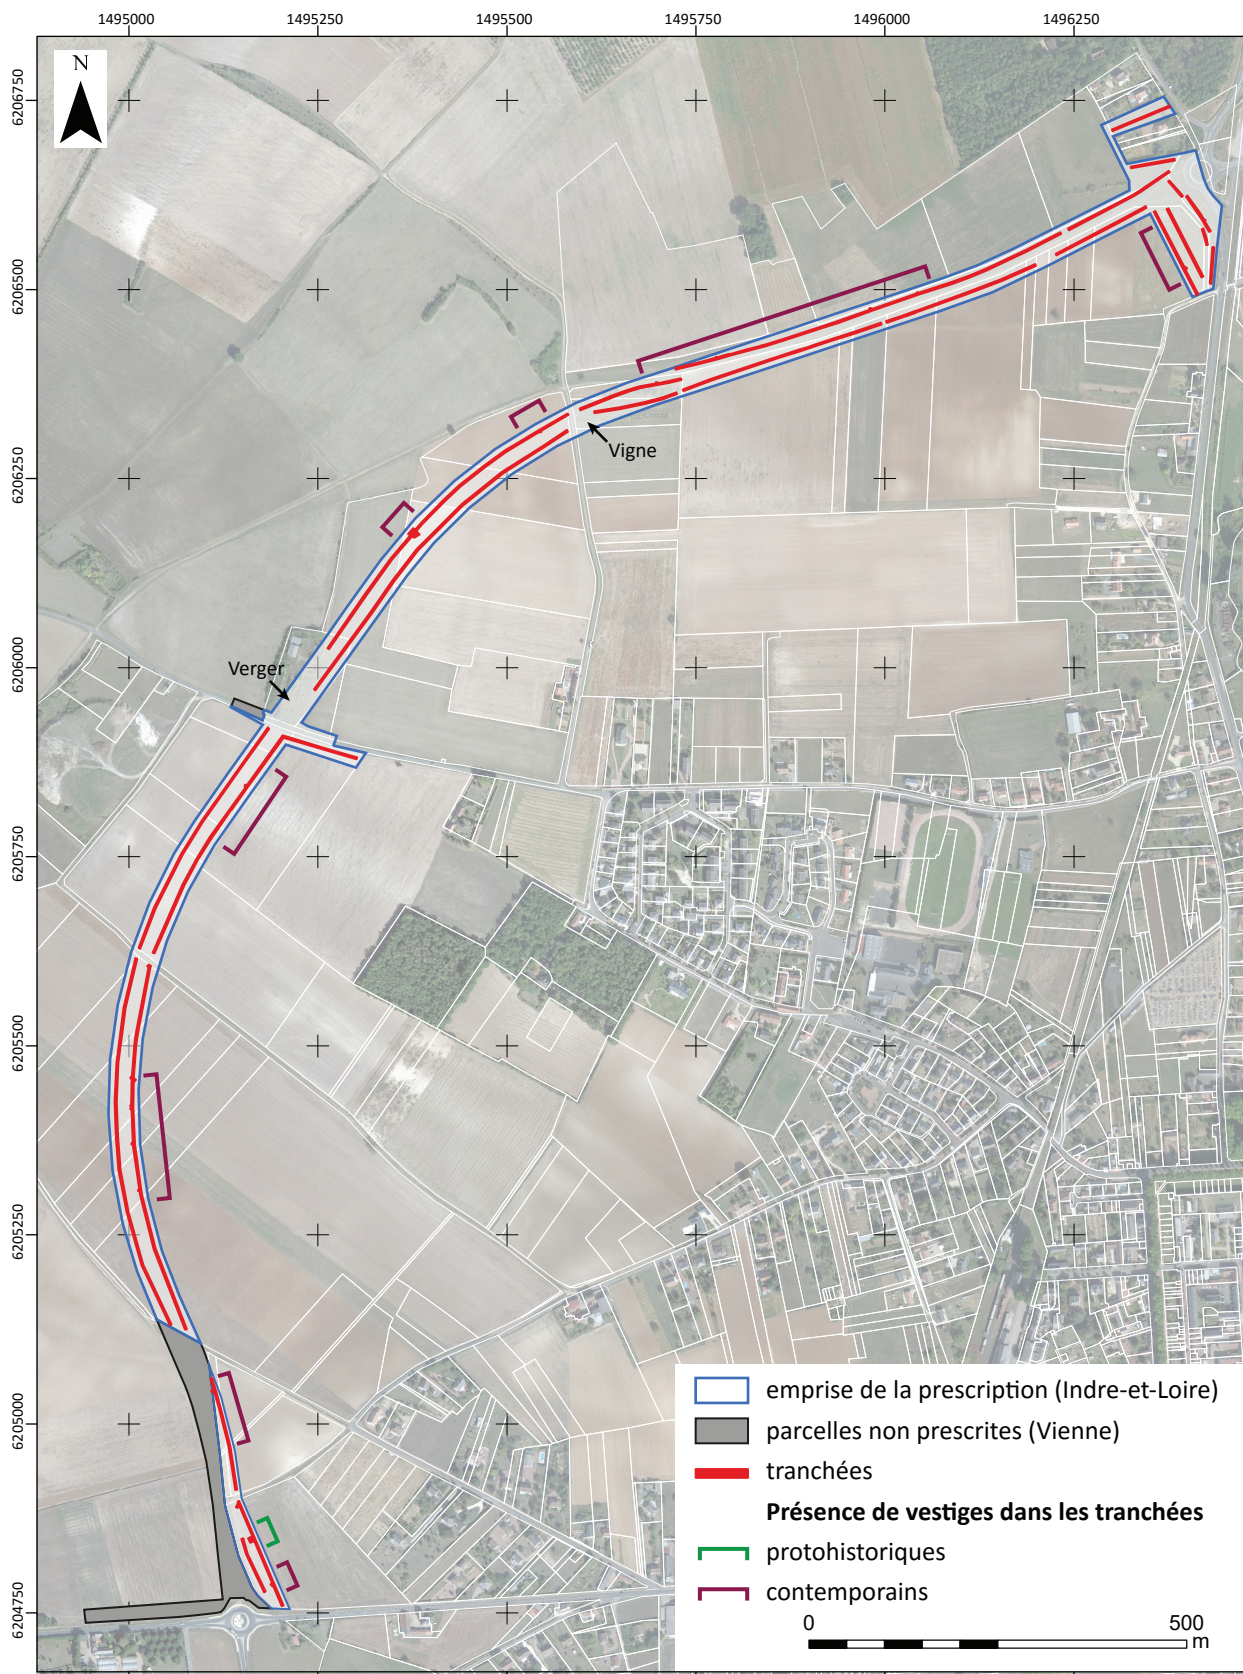 1495000 1495250 1495500 1495750 1496000 1496250
N
6206750
6206500
6206250
6206000
6205750
6205500
6205250
6205000
6204750
Vigne
Verger
emprise de la prescription (Indre-et-Loire)
parcelles non prescrites (Vienne)
tranchées
Présence de vestiges dans les tranchées
protohistoriques
contemporains
0 500
m